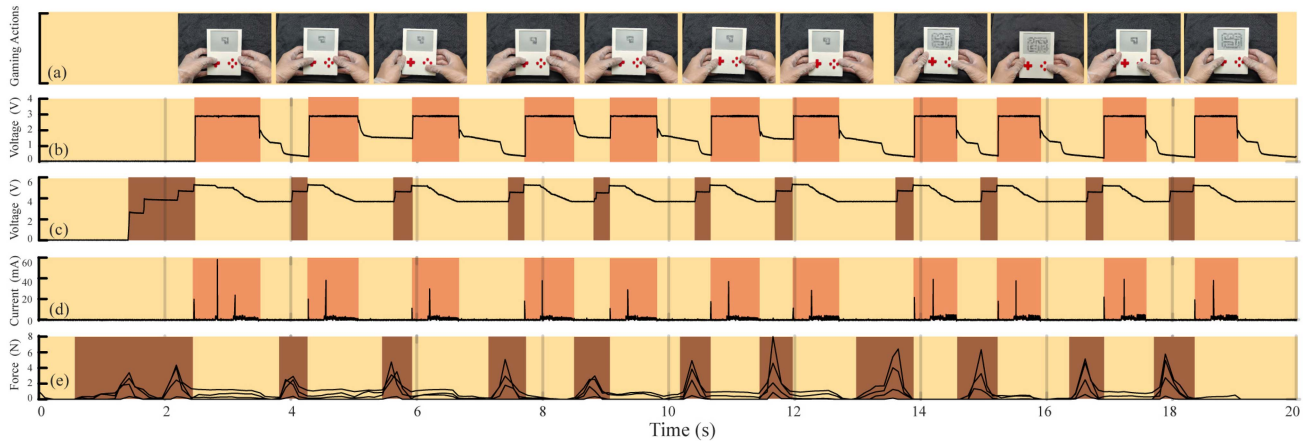 Gaming Actions
(a)
Voltage (V)
4
3
2
1
0
(b)
Voltage (V)
6
4
2
0
(c)
Current (mA)
60
40
20
0
(d)
Force (N)
8
6
4
2
0
(e)
0 2 4 6 8 10 12 14 16 18 20
Time (s)